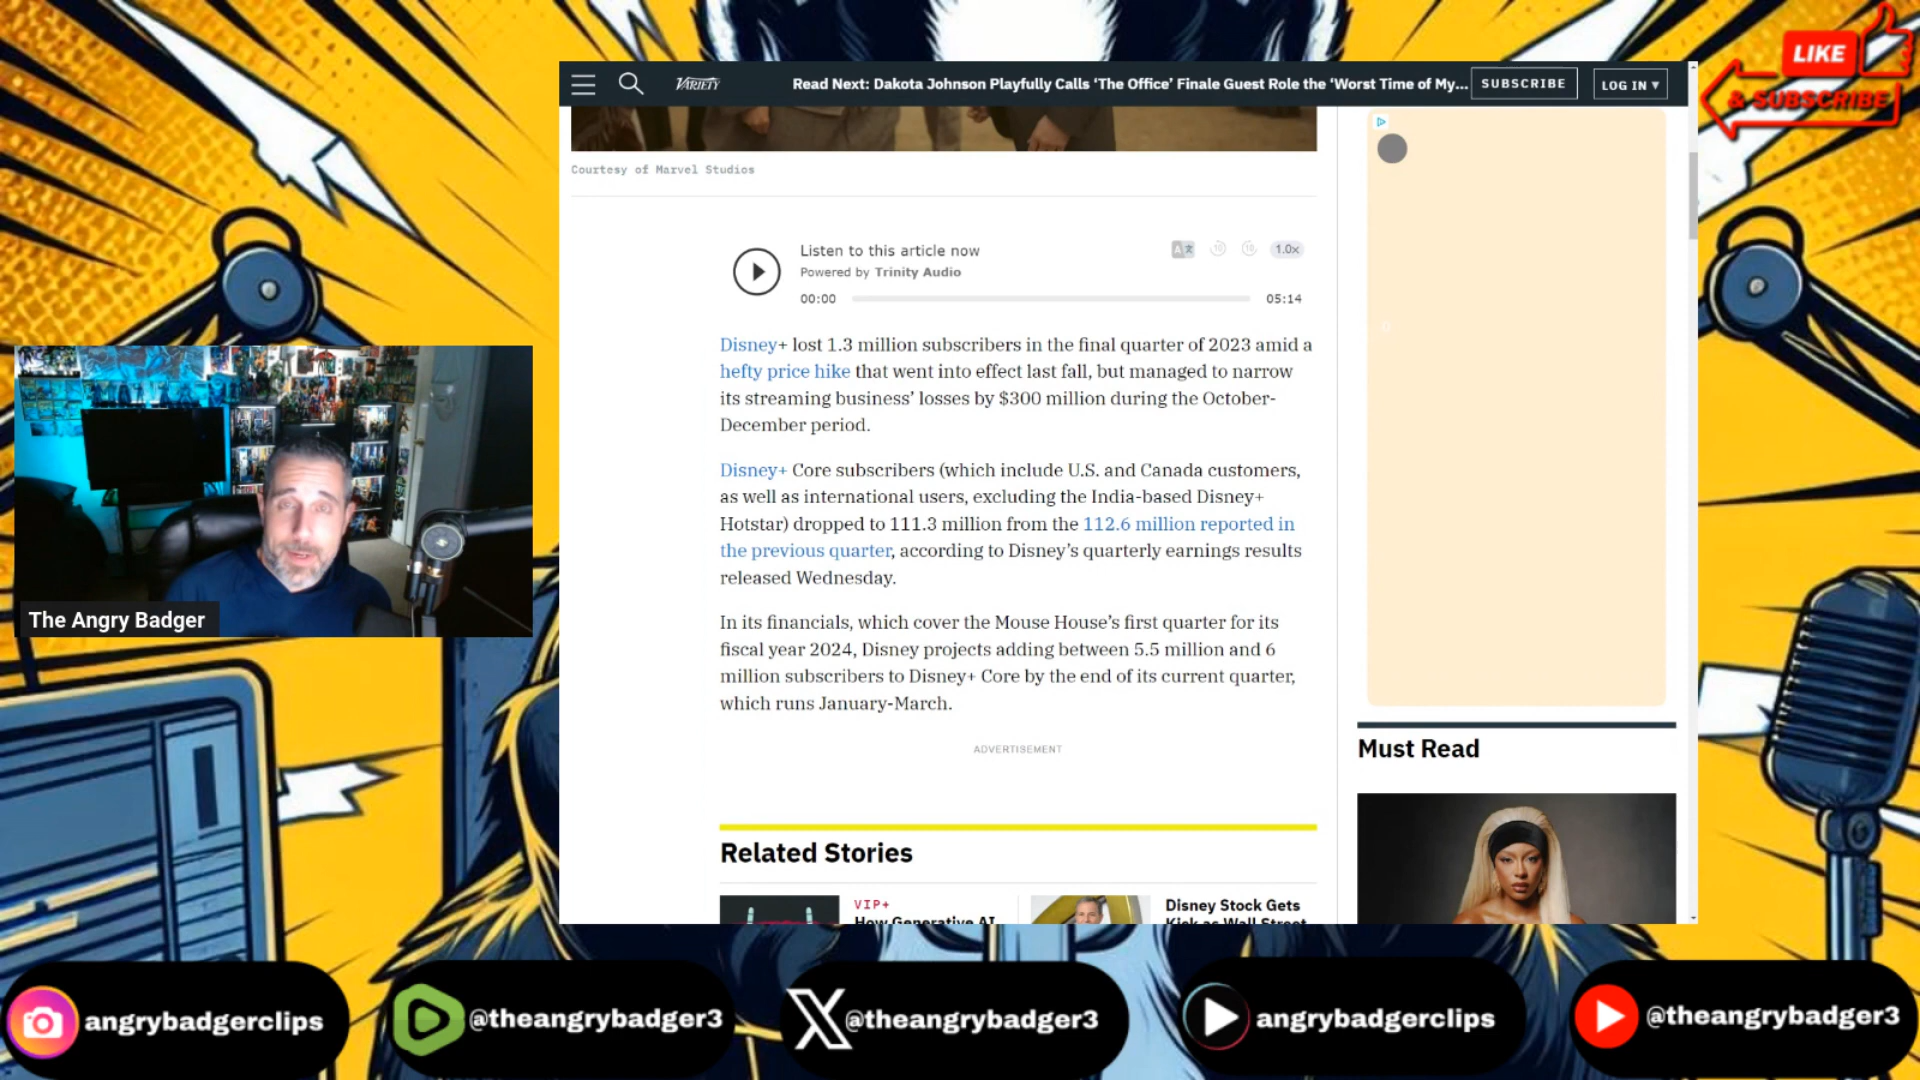 LIKE
& SUBSCRIBE
VARIETY
Read Next: Dakota Johnson Playfully Calls ‘The Office’ Finale Guest Role the ‘Worst Time of My...
SUBSCRIBE
LOG IN ▾
Courtesy of Marvel Studios
Listen to this article now
Powered by Trinity Audio
1.0x
00:00
05:14
Disney+ lost 1.3 million subscribers in the final quarter of 2023 amid a
hefty price hike that went into effect last fall, but managed to narrow
its streaming business’ losses by $300 million during the October-
December period.
Disney+ Core subscribers (which include U.S. and Canada customers,
as well as international users, excluding the India-based Disney+
Hotstar) dropped to 111.3 million from the 112.6 million reported in
the previous quarter, according to Disney’s quarterly earnings results
released Wednesday.
In its financials, which cover the Mouse House’s first quarter for its
fiscal year 2024, Disney projects adding between 5.5 million and 6
million subscribers to Disney+ Core by the end of its current quarter,
which runs January-March.
ADVERTISEMENT
Related Stories
VIP+
How Generative AI
Disney Stock Gets
Kick as Wall Street
Must Read
The Angry Badger
angrybadgerclips
@theangrybadger3
@theangrybadger3
angrybadgerclips
@theangrybadger3